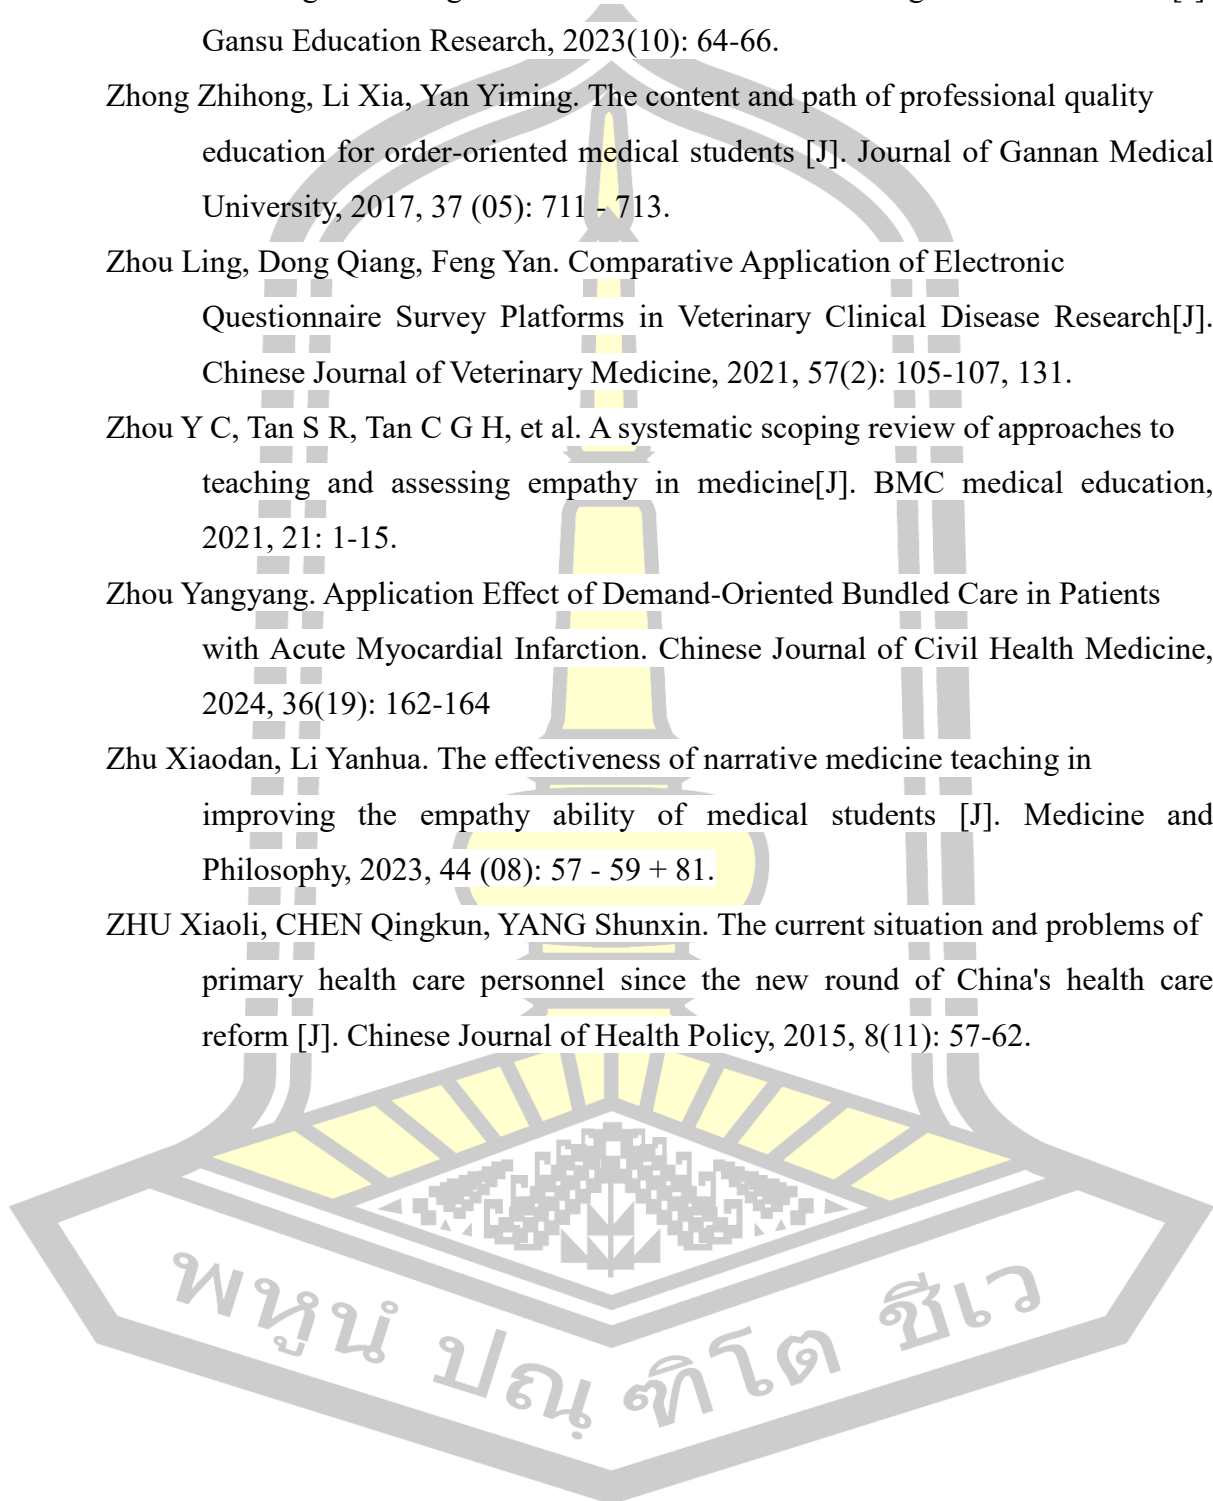 Gansu Education Research, 2023(10): 64-66.
Zhong Zhihong, Li Xia, Yan Yiming. The content and path of professional quality
education for order-oriented medical students [J]. Journal of Gannan Medical
University, 2017, 37 (05): 711 - 713.
Zhou Ling, Dong Qiang, Feng Yan. Comparative Application of Electronic
Questionnaire Survey Platforms in Veterinary Clinical Disease Research[J].
Chinese Journal of Veterinary Medicine, 2021, 57(2): 105-107, 131.
Zhou Y C, Tan S R, Tan C G H, et al. A systematic scoping review of approaches to
teaching and assessing empathy in medicine[J]. BMC medical education,
2021, 21: 1-15.
Zhou Yangyang. Application Effect of Demand-Oriented Bundled Care in Patients
with Acute Myocardial Infarction. Chinese Journal of Civil Health Medicine,
2024, 36(19): 162-164
Zhu Xiaodan, Li Yanhua. The effectiveness of narrative medicine teaching in
improving the empathy ability of medical students [J]. Medicine and
Philosophy, 2023, 44 (08): 57 - 59 + 81.
ZHU Xiaoli, CHEN Qingkun, YANG Shunxin. The current situation and problems of
primary health care personnel since the new round of China's health care
reform [J]. Chinese Journal of Health Policy, 2015, 8(11): 57-62.
พหูนํ ปณฺฑิโต ชีเว